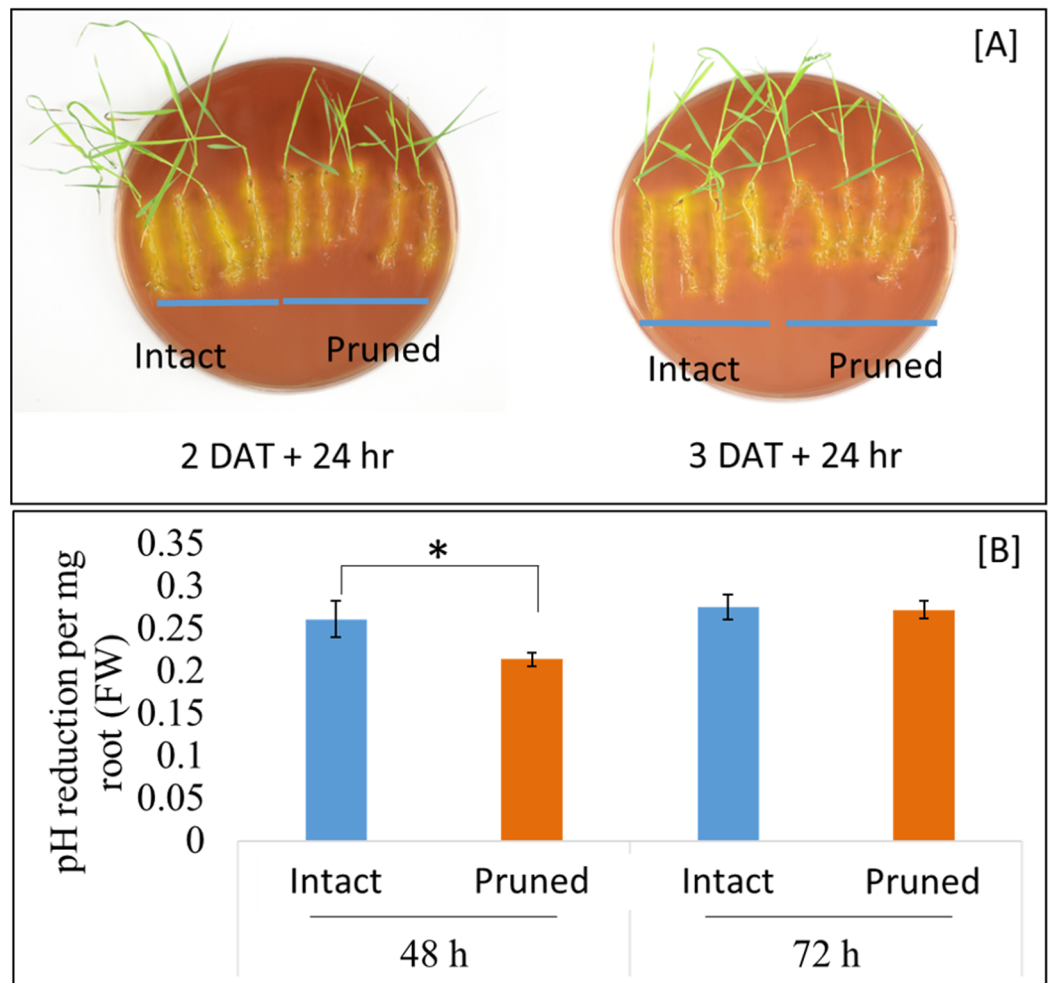 [A]
Intact
Pruned
Intact
Pruned
2 DAT + 24 hr
3 DAT + 24 hr
[B]
pH reduction per mg
root (FW)
0.35
0.3
0.25
0.2
0.15
0.1
0.05
0
*
Intact
Pruned
Intact
Pruned
48 h
72 h